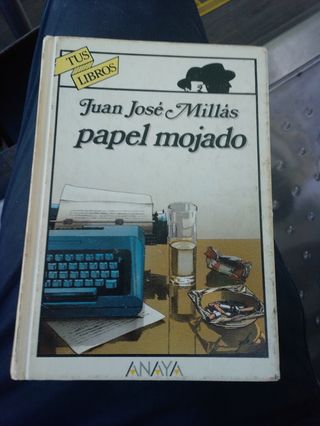 TUS
LIBROS
Juan José Millás
papel mojado
ANAYA